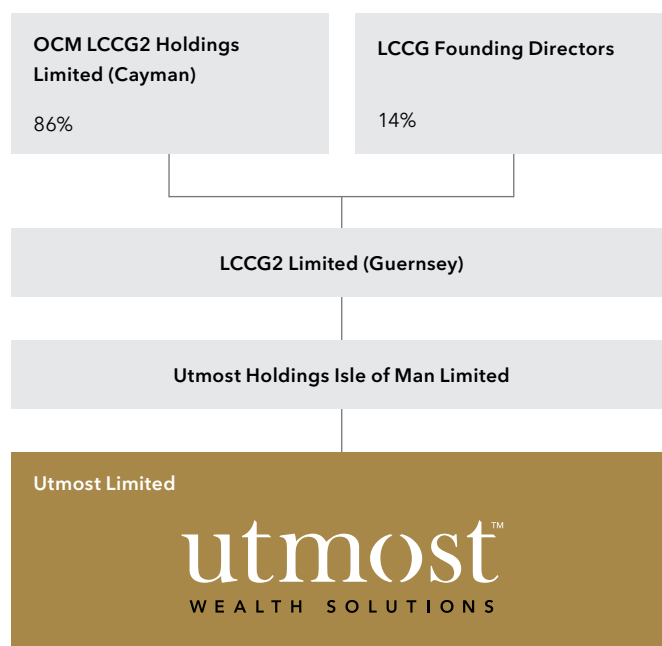 OCM LCCG2 Holdings
Limited (Cayman)
86%
LCCG Founding Directors
14%
LCCG2 Limited (Guernsey)
Utmost Holdings Isle of Man Limited
Utmost Limited
utmost™
WEALTH SOLUTIONS